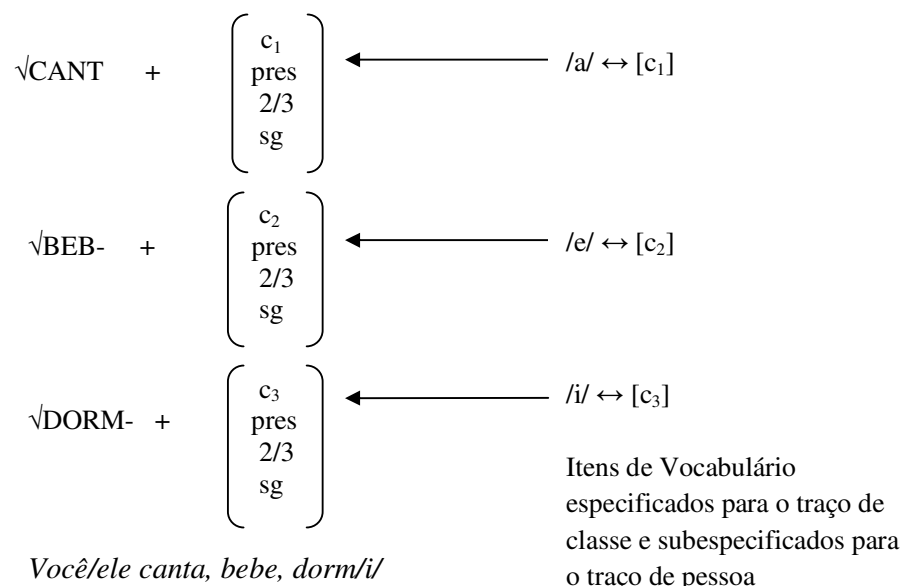 c₁
√CANT + pres /a/ ↔ [c₁]
2/3
sg
c₂
√BEB- + pres /e/ ↔ [c₂]
2/3
sg
c₃
√DORM- + pres /i/ ↔ [c₃]
2/3
sg
Itens de Vocabulário
especificados para o traço de
classe e subespecificados para
o traço de pessoa
Você/ele canta, bebe, dorm/i/